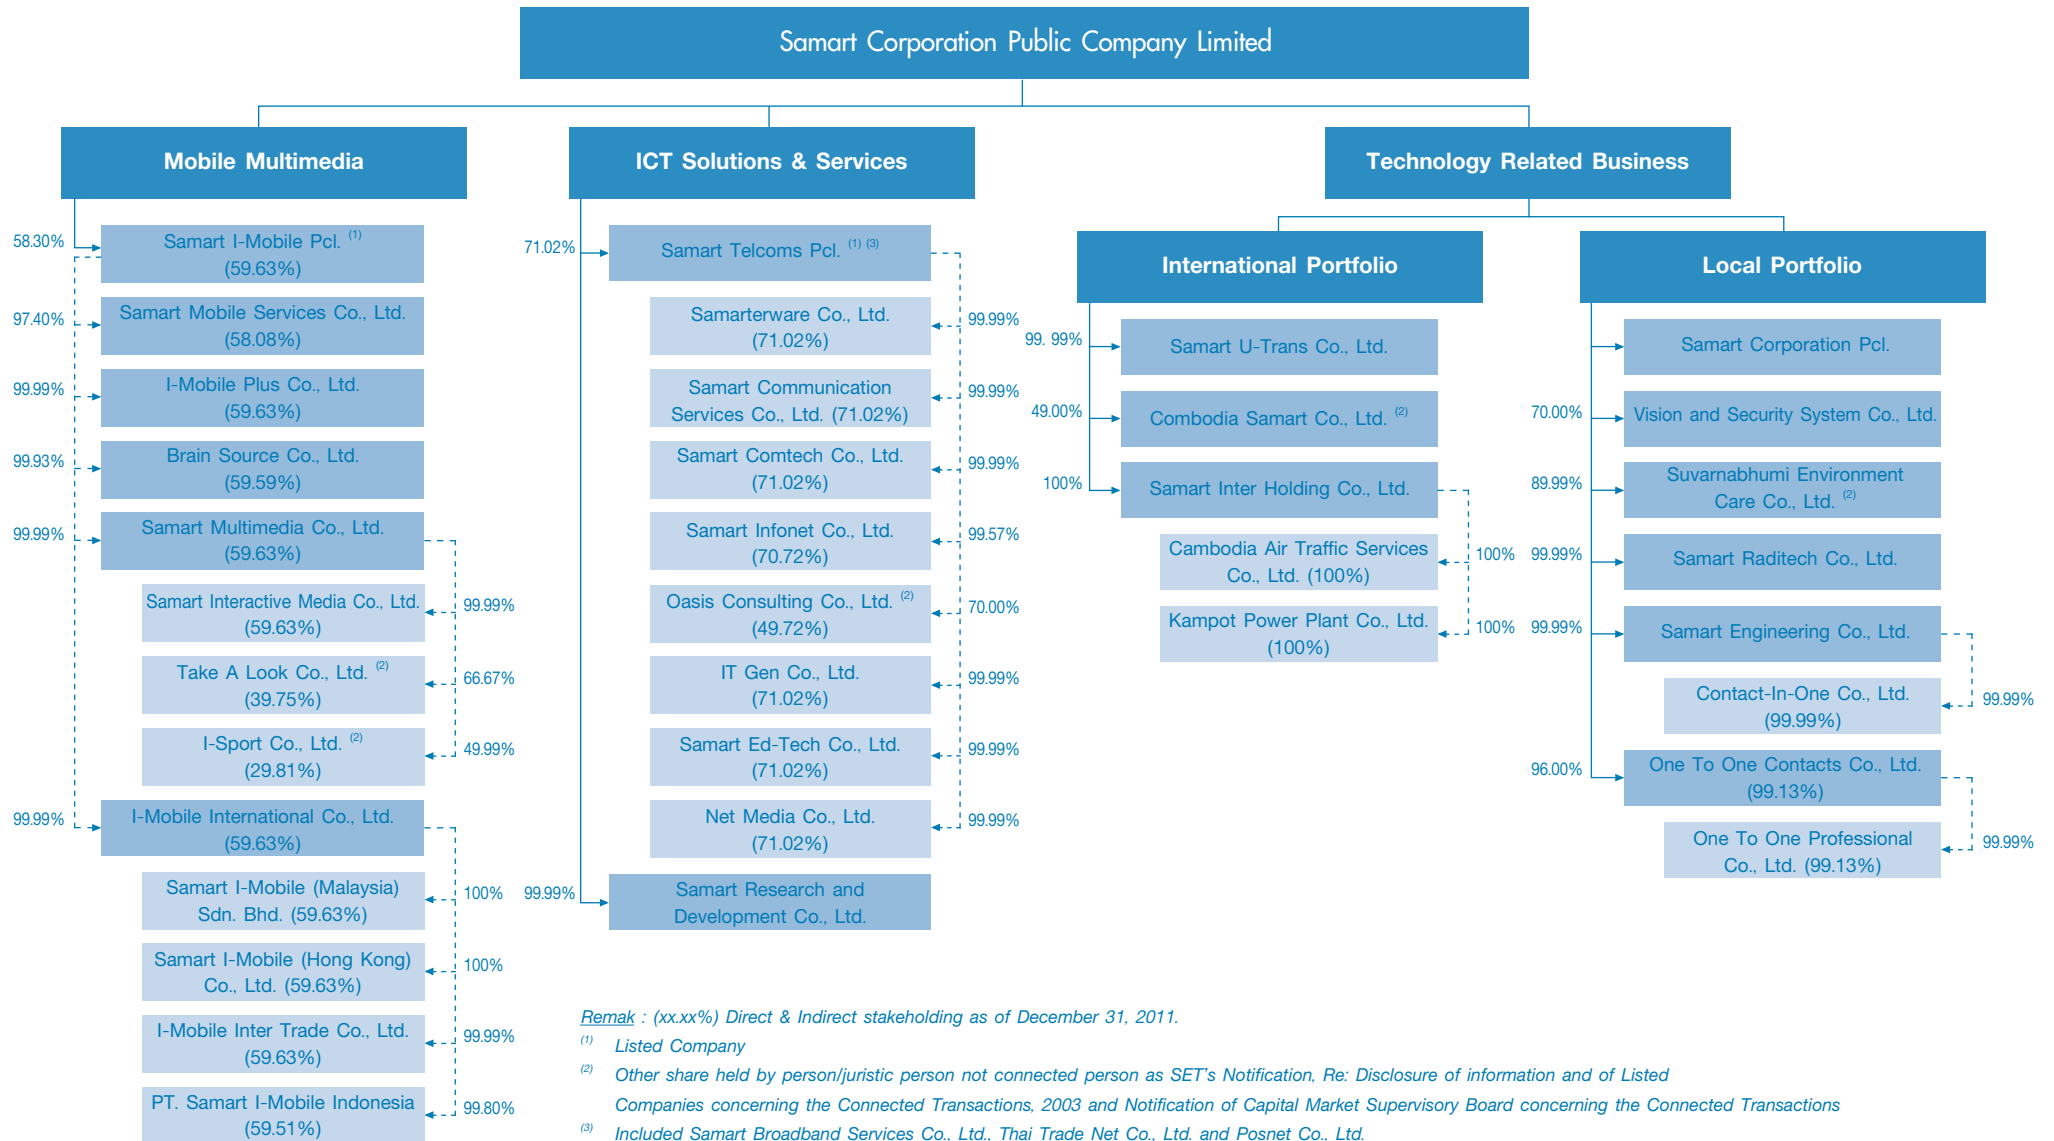 Samart Corporation Public Company Limited
Mobile Multimedia
58.30%
Samart I-Mobile Pcl. (1)
(59.63%)
97.40%
Samart Mobile Services Co., Ltd.
(58.08%)
99.99%
I-Mobile Plus Co., Ltd.
(59.63%)
99.93%
Brain Source Co., Ltd.
(59.59%)
99.99%
Samart Multimedia Co., Ltd.
(59.63%)
Samart Interactive Media Co., Ltd.
(59.63%)
99.99%
Take A Look Co., Ltd. (2)
(39.75%)
66.67%
I-Sport Co., Ltd. (2)
(29.81%)
49.99%
99.99%
I-Mobile International Co., Ltd.
(59.63%)
Samart I-Mobile (Malaysia)
Sdn. Bhd. (59.63%)
100%
Samart I-Mobile (Hong Kong)
Co., Ltd. (59.63%)
100%
I-Mobile Inter Trade Co., Ltd.
(59.63%)
99.99%
PT. Samart I-Mobile Indonesia
(59.51%)
99.80%
ICT Solutions & Services
71.02%
Samart Telcoms Pcl. (1) (3)
Samarterware Co., Ltd.
(71.02%)
99.99%
Samart Communication
Services Co., Ltd. (71.02%)
99.99%
Samart Comtech Co., Ltd.
(71.02%)
99.99%
Samart Infonet Co., Ltd.
(70.72%)
99.57%
Oasis Consulting Co., Ltd. (2)
(49.72%)
70.00%
IT Gen Co., Ltd.
(71.02%)
99.99%
Samart Ed-Tech Co., Ltd.
(71.02%)
99.99%
Net Media Co., Ltd.
(71.02%)
99.99%
99.99%
Samart Research and
Development Co., Ltd.
Technology Related Business
International Portfolio
99. 99%
Samart U-Trans Co., Ltd.
49.00%
Combodia Samart Co., Ltd. (2)
100%
Samart Inter Holding Co., Ltd.
Cambodia Air Traffic Services
Co., Ltd. (100%)
100%
Kampot Power Plant Co., Ltd.
(100%)
100%
Local Portfolio
Samart Corporation Pcl.
70.00%
Vision and Security System Co., Ltd.
89.99%
Suvarnabhumi Environment
Care Co., Ltd. (2)
99.99%
Samart Raditech Co., Ltd.
99.99%
Samart Engineering Co., Ltd.
Contact-In-One Co., Ltd.
(99.99%)
99.99%
96.00%
One To One Contacts Co., Ltd.
(99.13%)
One To One Professional
Co., Ltd. (99.13%)
99.99%
Remak : (xx.xx%) Direct & Indirect stakeholding as of December 31, 2011.
(1) Listed Company
(2) Other share held by person/juristic person not connected person as SET's Notification, Re: Disclosure of information and of Listed
Companies concerning the Connected Transactions, 2003 and Notification of Capital Market Supervisory Board concerning the Connected Transactions
(3) Included Samart Broadband Services Co., Ltd., Thai Trade Net Co., Ltd. and Posnet Co., Ltd.